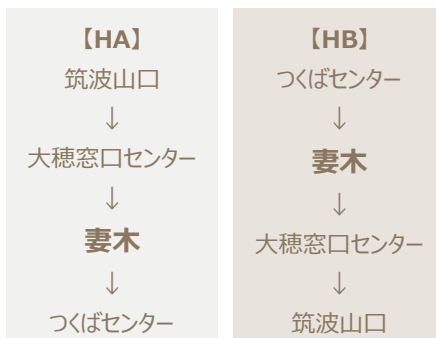 【HA】
筑波山口
↓
大穂窓口センター
↓
妻木
↓
つくばセンター
【HB】
つくばセンター
↓
妻木
↓
大穂窓口センター
↓
筑波山口